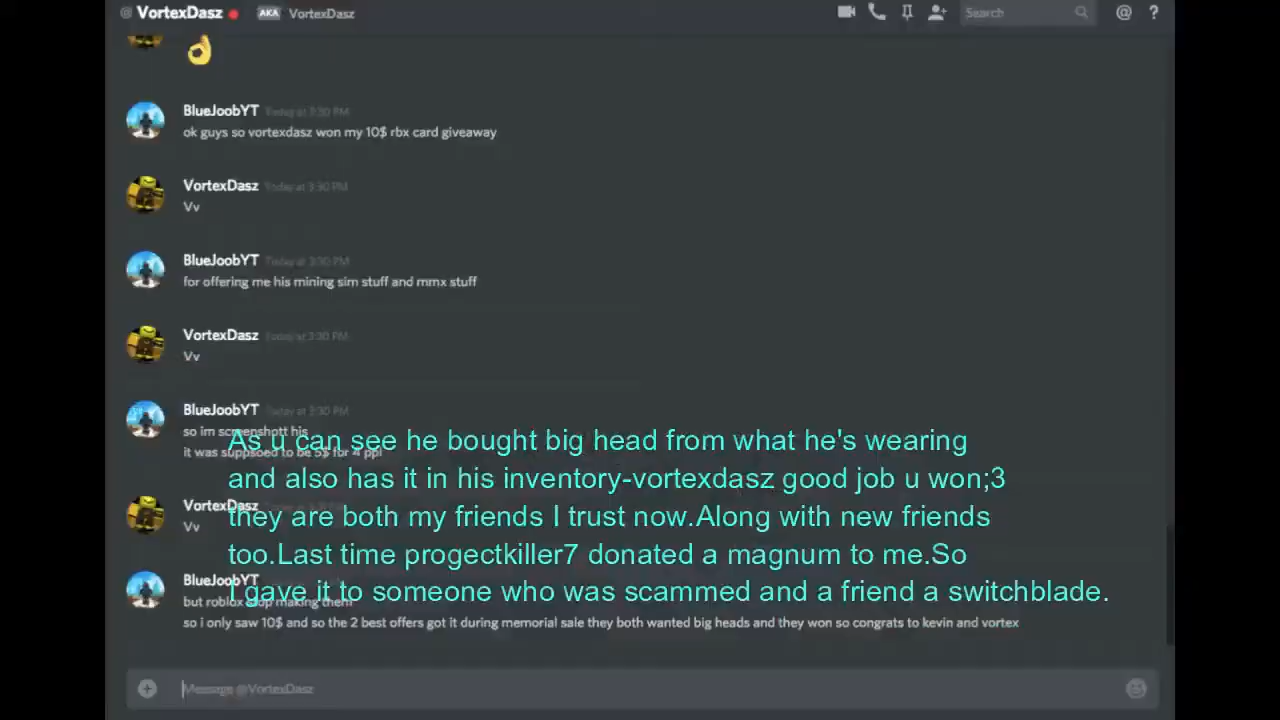 @ VortexDasz AKA VortexDasz Search @ ?
BlueJoobYT Today at 3:30 PM
ok guys so vortexdasz won my 10$ rbx card giveaway
VortexDasz Today at 3:30 PM
Vv
BlueJoobYT Today at 3:30 PM
for offering me his mining sim stuff and mmx stuff
VortexDasz Today at 3:30 PM
Vv
BlueJoobYT Today at 3:30 PM
so im screenshott his
it was suppsoed to be 5$ for 4 ppl
As u can see he bought big head from what he's wearing
and also has it in his inventory-vortexdasz good job u won;3
VortexDasz
Vv
they are both my friends I trust now.Along with new friends
too.Last time progectkiller7 donated a magnum to me.So
BlueJoobYT
I gave it to someone who was scammed and a friend a switchblade.
but roblox stop making them
so i only saw 10$ and so the 2 best offers got it during memorial sale they both wanted big heads and they won so congrats to kevin and vortex
Message @VortexDasz